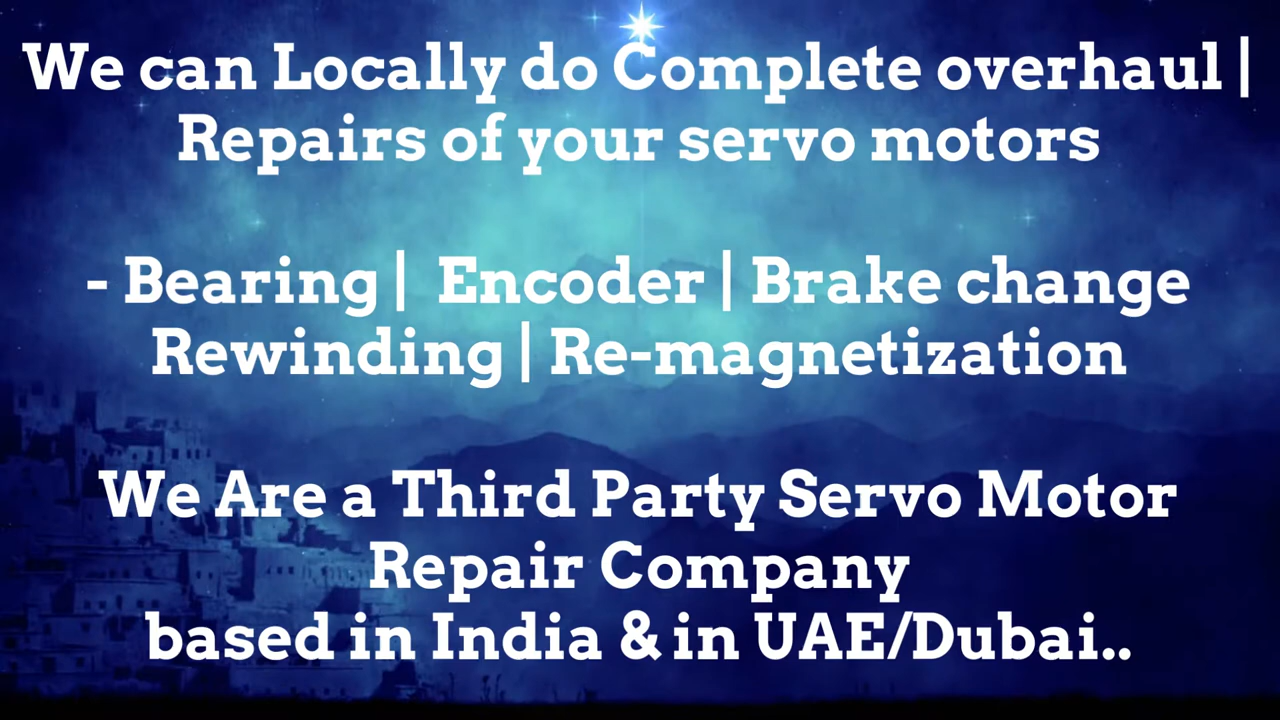 We can Locally do Complete overhaul |
Repairs of your servo motors
- Bearing | Encoder | Brake change
Rewinding | Re-magnetization
We Are a Third Party Servo Motor
Repair Company
based in India & in UAE/Dubai..